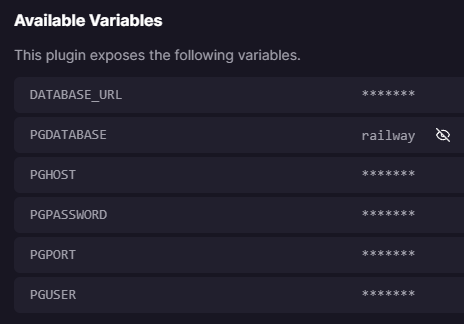 Available Variables
This plugin exposes the following variables.
DATABASE_URL *******
PGDATABASE railway
PGHOST *******
PGPASSWORD *******
PGPORT *******
PGUSER *******